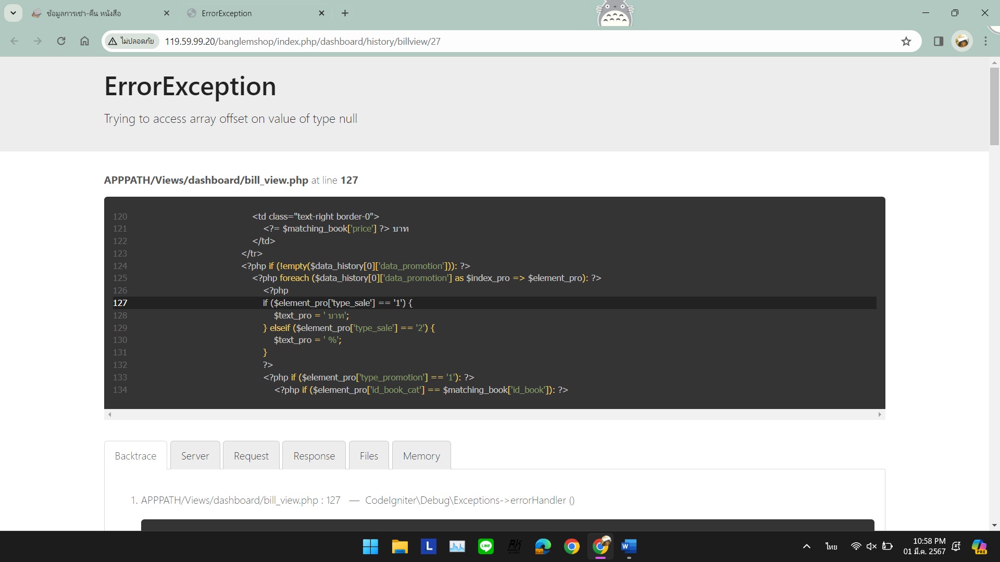 ข้อมูลการเช่า-คืน หนังสือ
ErrorException
ไม่ปลอดภัย
119.59.99.20/banglemshop/index.php/dashboard/history/billview/27
ErrorException
Trying to access array offset on value of type null
APPPATH/Views/dashboard/bill_view.php at line 127
120 <td class="text-right border-0">
121 <?= $matching_book['price'] ?> บาท
122 </td>
123 </tr>
124 <?php if (!empty($data_history[0]['data_promotion'])): ?>
125 <?php foreach ($data_history[0]['data_promotion'] as $index_pro => $element_pro): ?>
126 <?php
127 if ($element_pro['type_sale'] == '1') {
128 $text_pro = ' บาท';
129 } elseif ($element_pro['type_sale'] == '2') {
130 $text_pro = ' %';
131 }
132 ?>
133 <?php if ($element_pro['type_promotion'] == '1'): ?>
134 <?php if ($element_pro['id_book_cat'] == $matching_book['id_book']): ?>
Backtrace
Server
Request
Response
Files
Memory
1. APPPATH/Views/dashboard/bill_view.php : 127 — CodeIgniter\Debug\Exceptions->errorHandler ()
L
LINE
RK
W
ไทย
10:58 PM
01 มี.ค. 2567
PRE